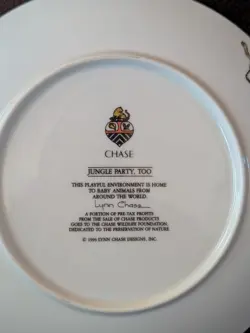 CHASE
JUNGLE PARTY, TOO
THIS PLAYFUL ENVIRONMENT IS HOME
TO BABY ANIMALS FROM
AROUND THE WORLD.
Lynn Chase
A PORTION OF PRE-TAX PROFITS
FROM THE SALE OF CHASE PRODUCTS
GOES TO THE CHASE WILDLIFE FOUNDATION,
DEDICATED TO THE PRESERVATION OF NATURE
© 1995 LYNN CHASE DESIGNS, INC.